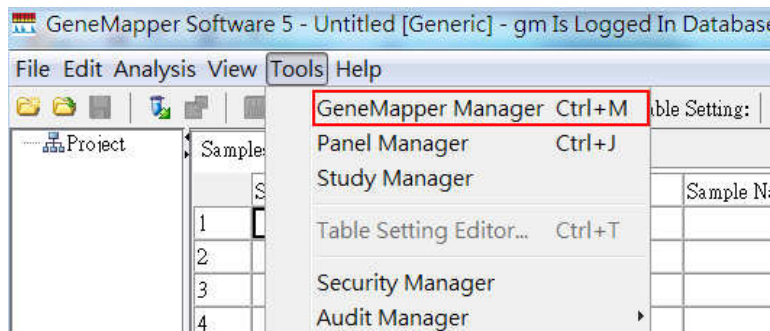 GeneMapper Software 5 - Untitled [Generic] - gm Is Logged In Database
File Edit Analysis View Tools Help
GeneMapper Manager Ctrl+M
Table Setting:
Project
Samples
Panel Manager Ctrl+J
Study Manager
Sample Na
1
Table Setting Editor... Ctrl+T
2
3
Security Manager
4
Audit Manager